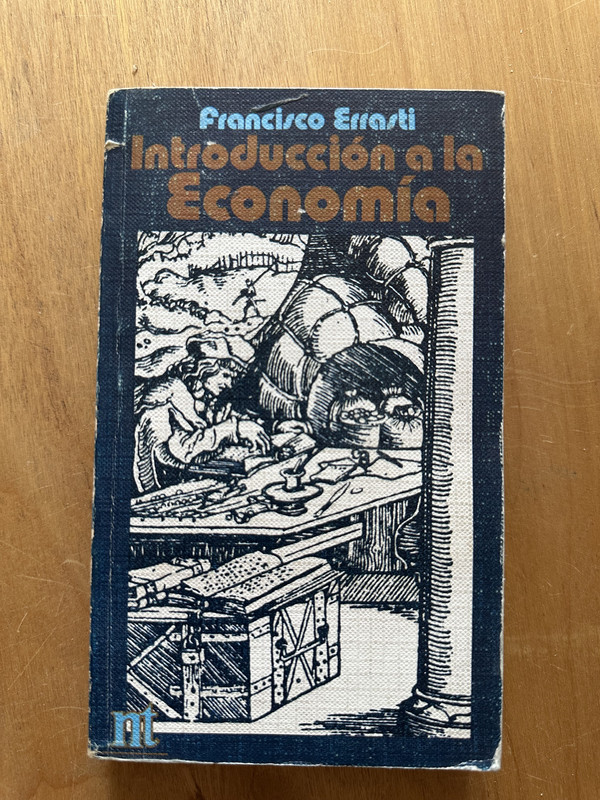 Francisco Errasti
Introducción a la
Economía
nt